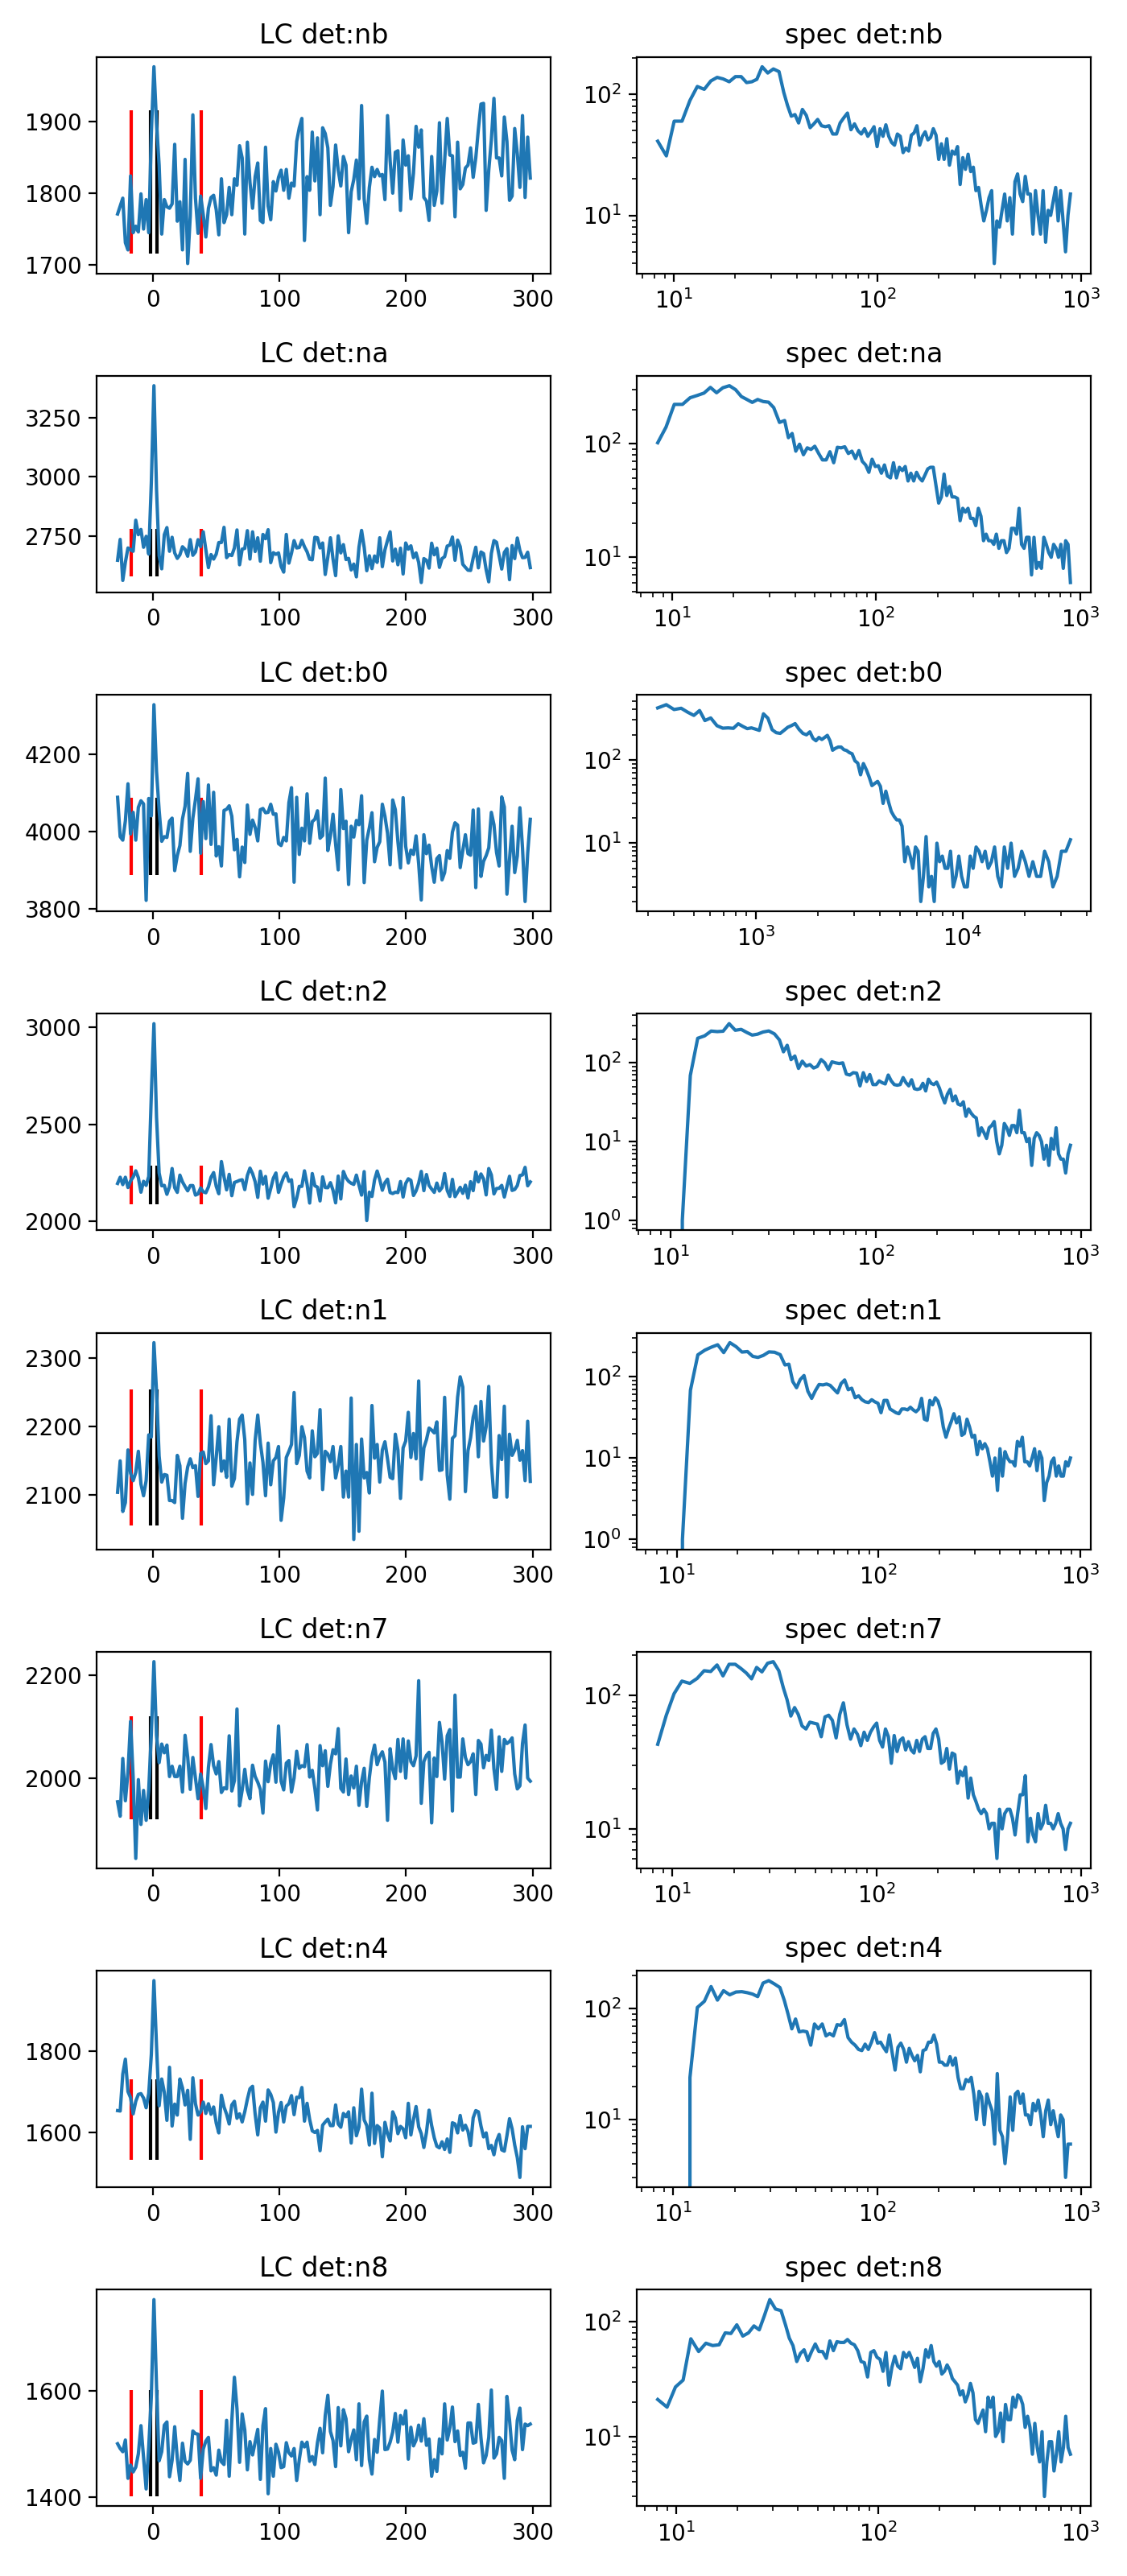 LC det:nb
spec det:nb
1900
1800
1700
0 100 200 300
10² 10¹
10¹ 10² 10³
LC det:na
spec det:na
3250
3000
2750
0 100 200 300
10² 10¹
10¹ 10² 10³
LC det:b0
spec det:b0
4200
4000
3800
0 100 200 300
10² 10¹
10³ 10⁴
LC det:n2
spec det:n2
3000
2500
2000
0 100 200 300
10² 10¹ 10⁰
10¹ 10² 10³
LC det:n1
spec det:n1
2300
2200
2100
0 100 200 300
10² 10¹ 10⁰
10¹ 10² 10³
LC det:n7
spec det:n7
2200
2000
0 100 200 300
10² 10¹
10¹ 10² 10³
LC det:n4
spec det:n4
1800
1600
0 100 200 300
10² 10¹
10¹ 10² 10³
LC det:n8
spec det:n8
1600
1400
0 100 200 300
10² 10¹
10¹ 10² 10³